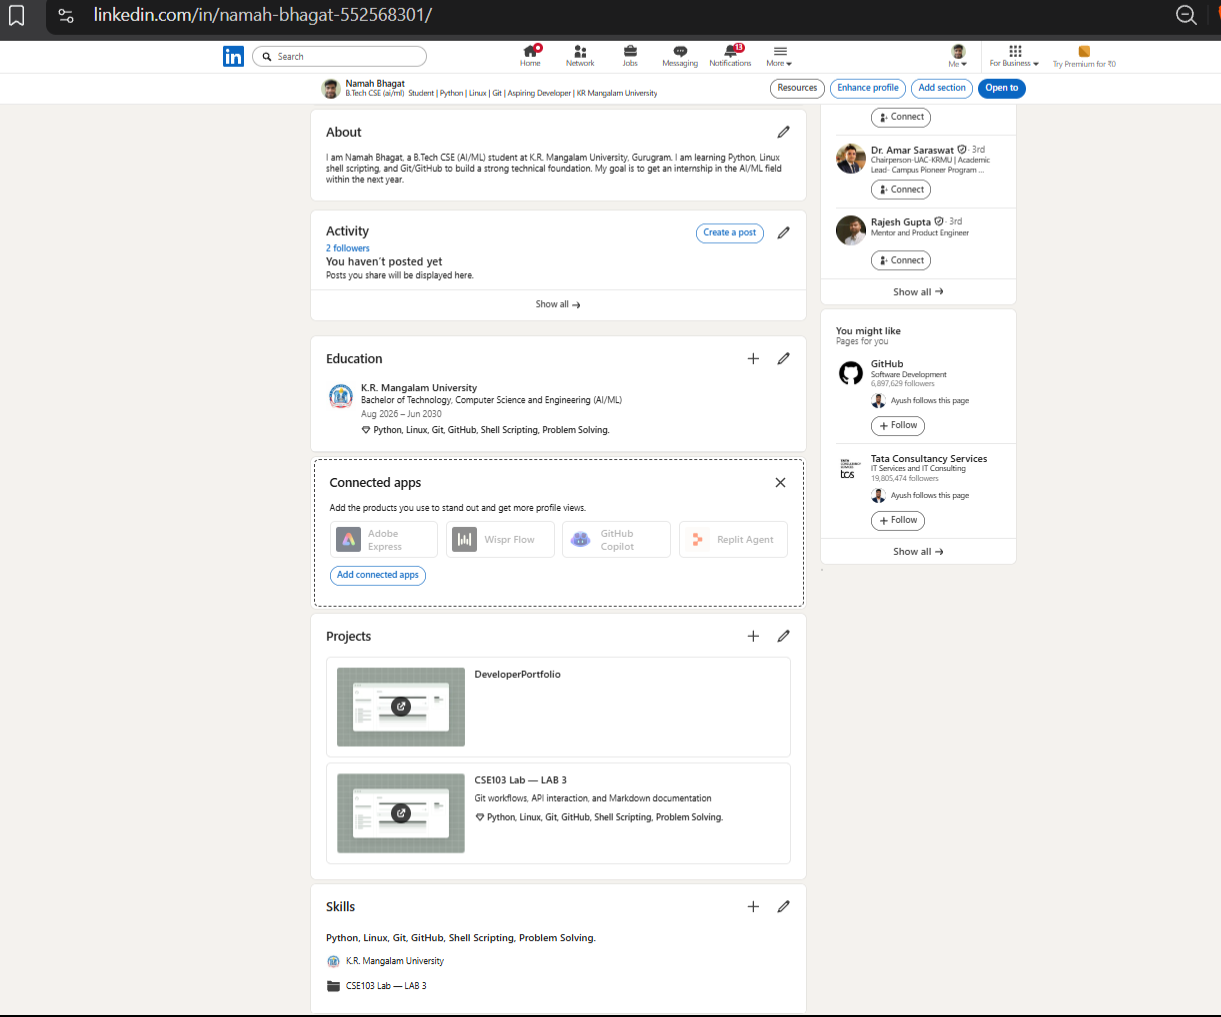 linkedin.com/in/namah-bhagat-552568301/
in
Search
Home
Network
Jobs
Messaging
13
Notifications
More
Me
For Business
Try Premium for ₹0
Namah Bhagat
B.Tech CSE (ai/ml) Student | Python | Linux | Git | Aspiring Developer | KR Mangalam University
Resources
Enhance profile
Add section
Open to
About
I am Namah Bhagat, a B.Tech CSE (AI/ML) student at K.R. Mangalam University, Gurugram. I am learning Python, Linux
shell scripting, and Git/GitHub to build a strong technical foundation. My goal is to get an internship in the AI/ML field
within the next year.
Activity
Create a post
2 followers
You haven't posted yet
Posts you share will be displayed here.
Show all →
Education
K.R. Mangalam University
Bachelor of Technology, Computer Science and Engineering (AI/ML)
Aug 2026 – Jun 2030
Python, Linux, Git, GitHub, Shell Scripting, Problem Solving.
Connected apps
Add the products you use to stand out and get more profile views.
Adobe
Express
Wispr Flow
GitHub
Copilot
Replit Agent
Add connected apps
Projects
DeveloperPortfolio
CSE103 Lab — LAB 3
Git workflows, API interaction, and Markdown documentation
Python, Linux, Git, GitHub, Shell Scripting, Problem Solving.
Skills
Python, Linux, Git, GitHub, Shell Scripting, Problem Solving.
K.R. Mangalam University
CSE103 Lab — LAB 3
Connect
Dr. Amar Saraswat · 3rd
Chairperson-UAC-KRMU | Academic
Lead- Campus Pioneer Program ...
Connect
Rajesh Gupta · 3rd
Mentor and Product Engineer
Connect
Show all →
You might like
Pages for you
GitHub
Software Development
6,897,629 followers
Ayush follows this page
+ Follow
TATA
CONSULTANCY
SERVICES
tcs
Tata Consultancy Services
IT Services and IT Consulting
19,805,474 followers
Ayush follows this page
+ Follow
Show all →